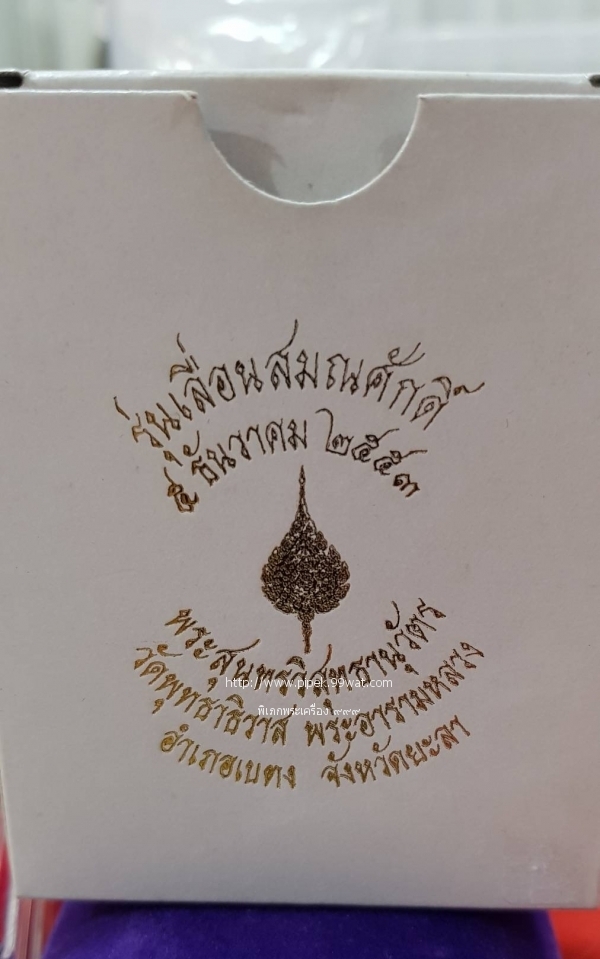 รุ่นเลื่อนสมณศักดิ์
๕ ธันวาคม ๒๕๕๓
พระสุนทรวิสุทธานุวัตร
http://www.pipek.99wat.com
วัดพุทธาธิวาส พระอารามหลวง
พิเภกพระเครื่อง ๙๙๙
อำเภอเบตง จังหวัดยะลา